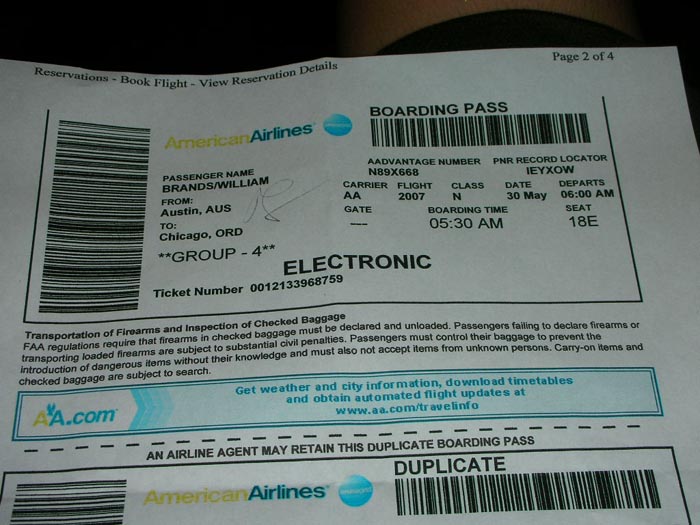 Reservations - Book Flight - View Reservation Details
Page 2 of 4
BOARDING PASS
AmericanAirlines
AADVANTAGE NUMBER PNR RECORD LOCATOR
N89X668 IEYXOW
PASSENGER NAME
BRANDS/WILLIAM
CARRIER FLIGHT CLASS DATE DEPARTS
AA 2007 N 30 May 06:00 AM
FROM:
Austin, AUS
GATE BOARDING TIME SEAT
--- 05:30 AM 18E
TO:
Chicago, ORD
**GROUP - 4**
ELECTRONIC
Ticket Number 0012133968759
Transportation of Firearms and Inspection of Checked Baggage
FAA regulations require that firearms in checked baggage must be declared and unloaded. Passengers failing to declare firearms or
transporting loaded firearms are subject to substantial civil penalties. Passengers must control their baggage to prevent the
introduction of dangerous items without their knowledge and must also not accept items from unknown persons. Carry-on items and
checked baggage are subject to search.
AA.com
Get weather and city information, download timetables
and obtain automated flight updates at
www.aa.com/travelinfo
AN AIRLINE AGENT MAY RETAIN THIS DUPLICATE BOARDING PASS
DUPLICATE
AmericanAirlines